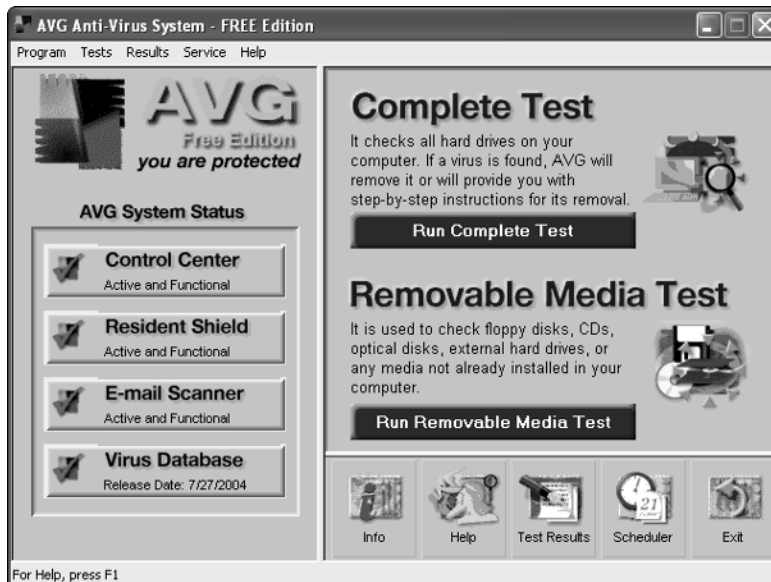 AVG Anti-Virus System - FREE Edition
Program Tests Results Service Help
AVG
Free Edition
you are protected
AVG System Status
Control Center
Active and Functional
Resident Shield
Active and Functional
E-mail Scanner
Active and Functional
Virus Database
Release Date: 7/27/2004
Complete Test
It checks all hard drives on your
computer. If a virus is found, AVG will
remove it or will provide you with
step-by-step instructions for its removal.
Run Complete Test
Removable Media Test
It is used to check floppy disks, CDs,
optical disks, external hard drives, or
any media not already installed in your
computer.
Run Removable Media Test
21
Info Help Test Results Scheduler Exit
For Help, press F1